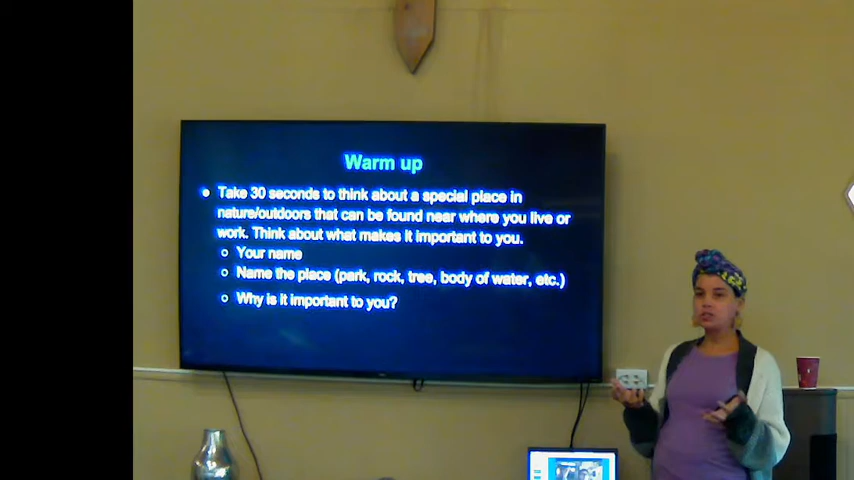 Warm up
Take 30 seconds to think about a special place in
nature/outdoors that can be found near where you live or
work. Think about what makes it important to you.
Your name
Name the place (park, rock, tree, body of water, etc.)
Why is it important to you?